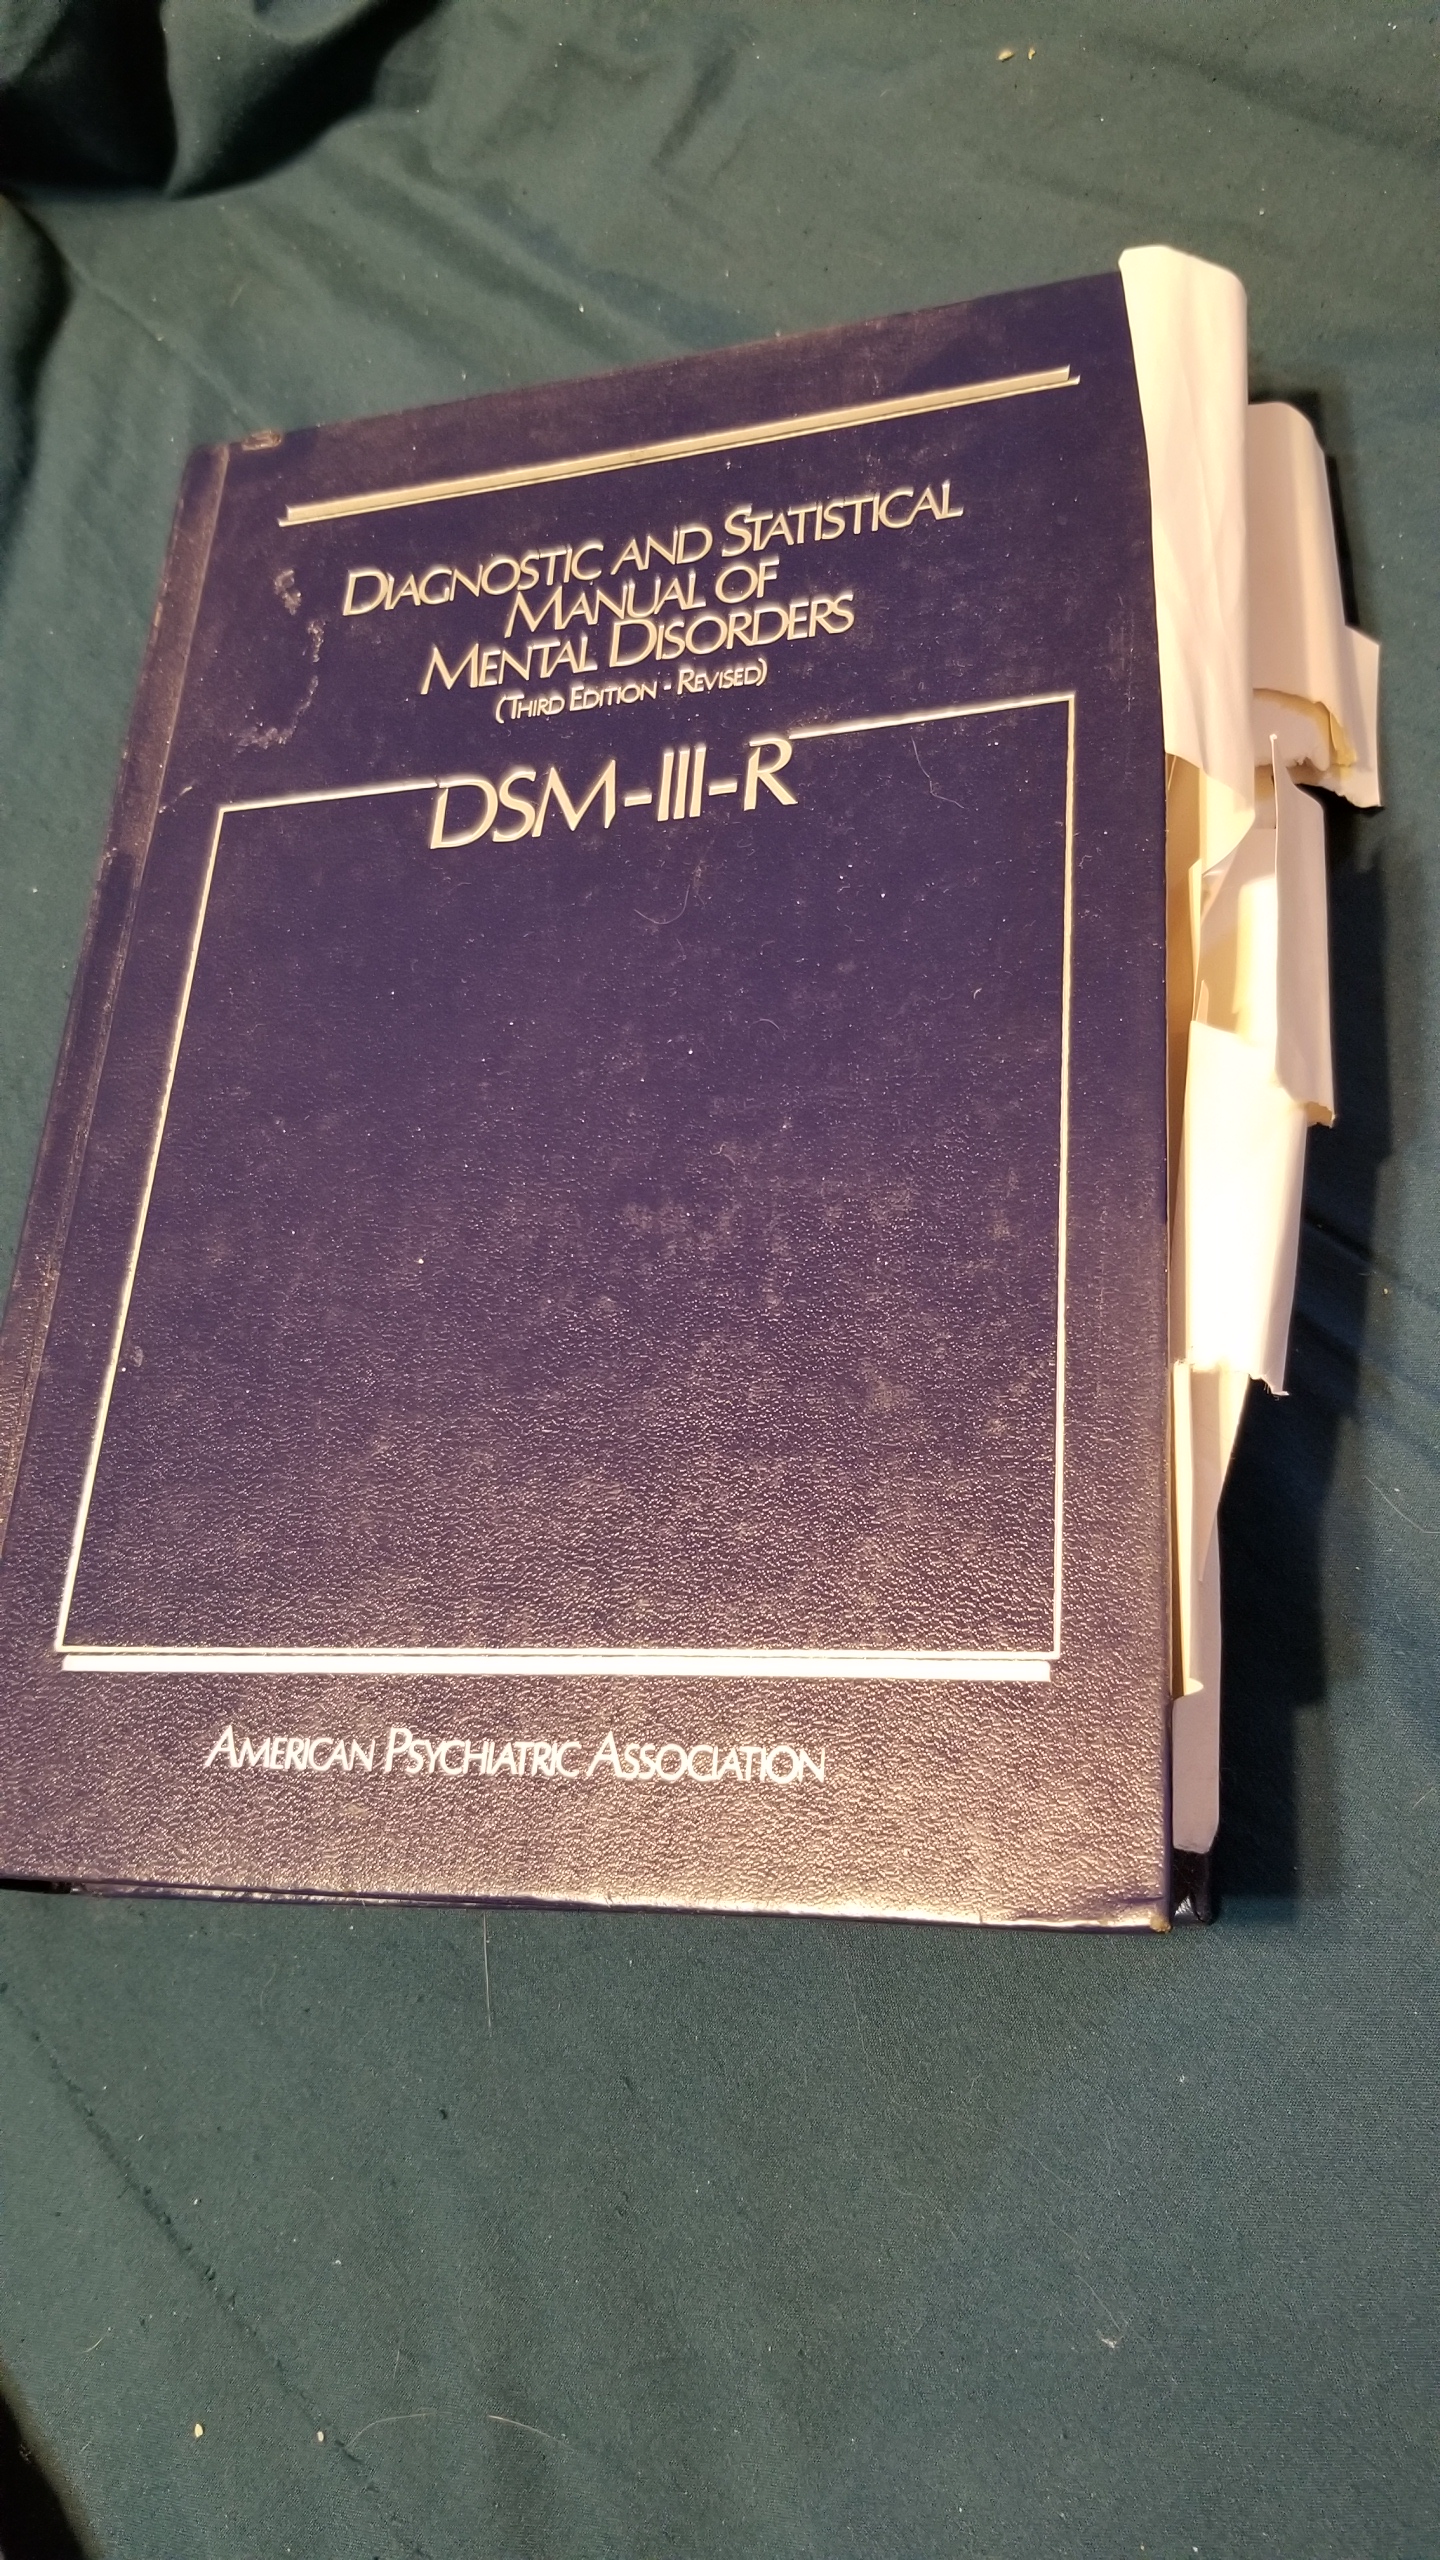 DIAGNOSTIC AND STATISTICAL
MANUAL OF
MENTAL DISORDERS
(THIRD EDITION - REVISED)
DSM-III-R
AMERICAN PSYCHIATRIC ASSOCIATION